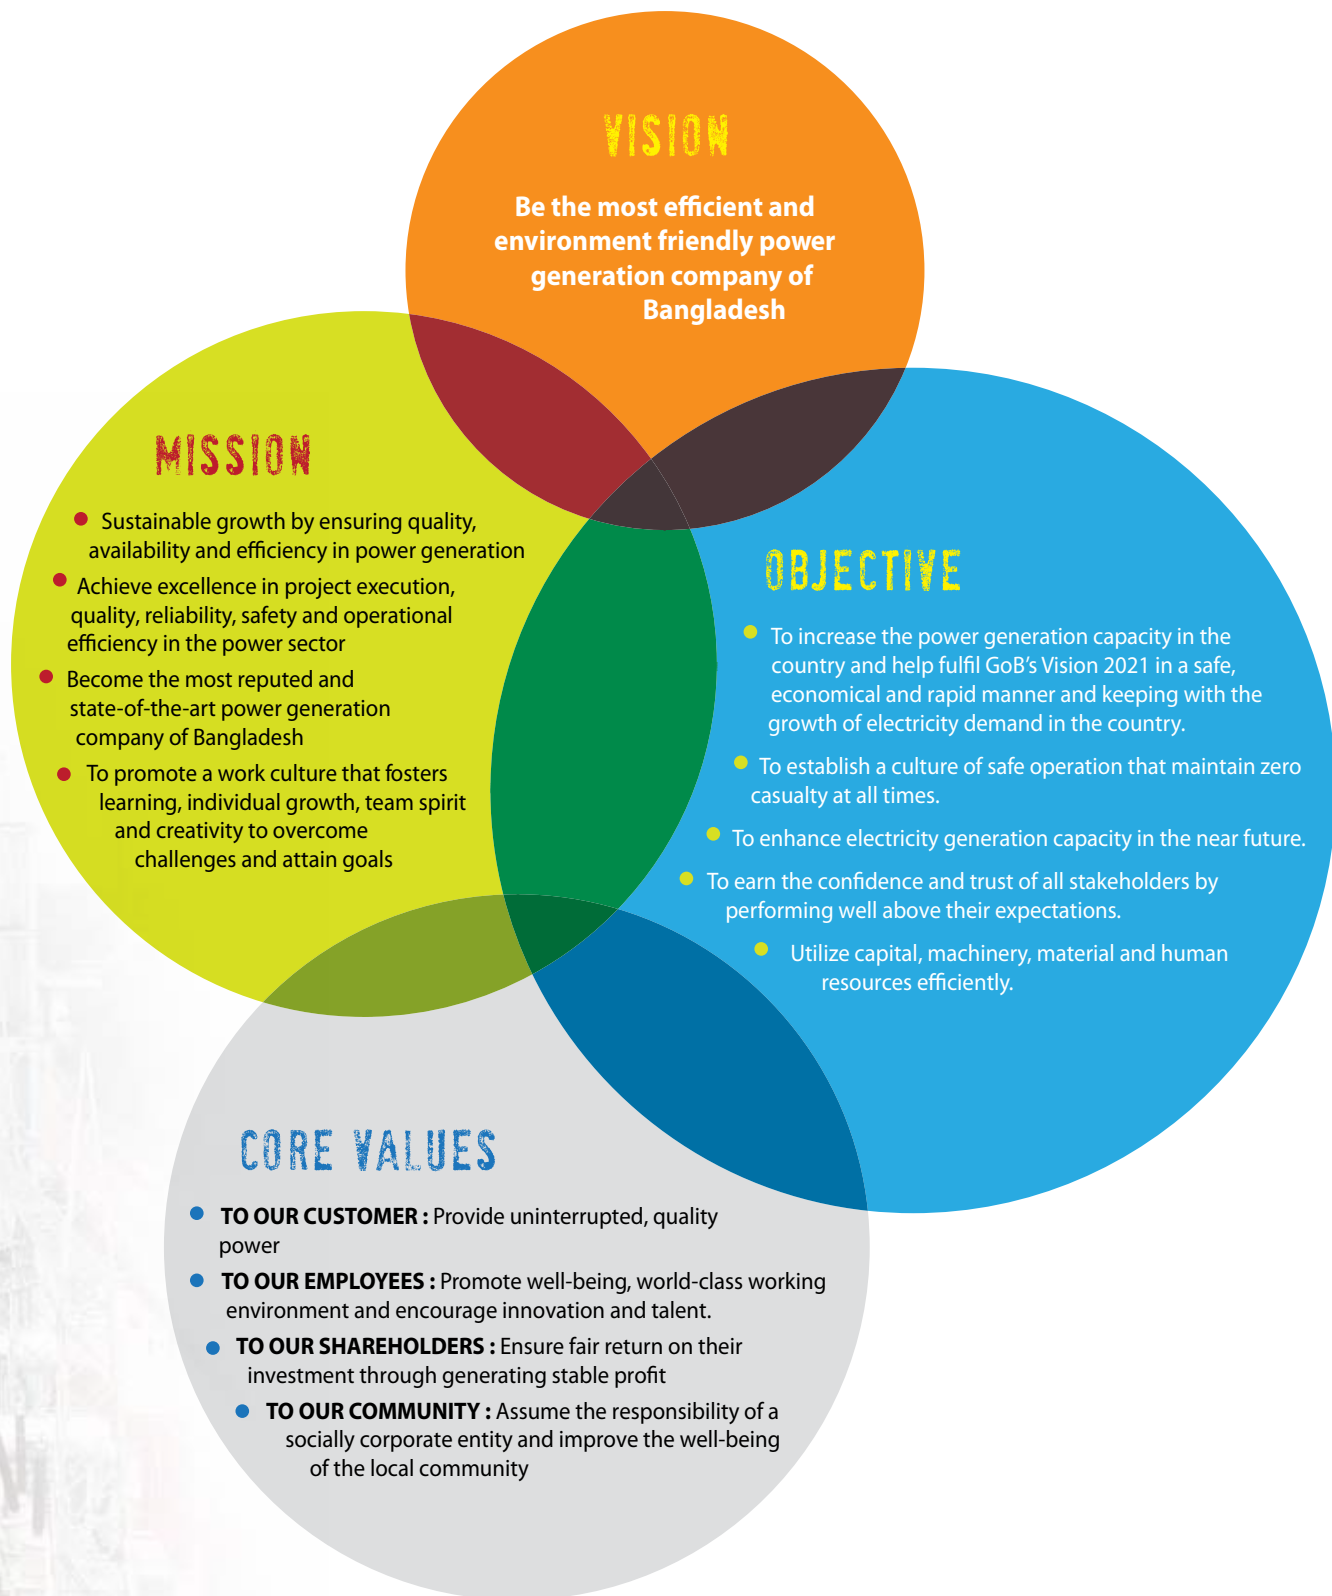 VISION
Be the most efficient and
environment friendly power
generation company of
Bangladesh
MISSION
Sustainable growth by ensuring quality,
availability and efficiency in power generation
Achieve excellence in project execution,
quality, reliability, safety and operational
efficiency in the power sector
Become the most reputed and
state-of-the-art power generation
company of Bangladesh
To promote a work culture that fosters
learning, individual growth, team spirit
and creativity to overcome
challenges and attain goals
OBJECTIVE
To increase the power generation capacity in the
country and help fulfil GoB's Vision 2021 in a safe,
economical and rapid manner and keeping with the
growth of electricity demand in the country.
To establish a culture of safe operation that maintain zero
casualty at all times.
To enhance electricity generation capacity in the near future.
To earn the confidence and trust of all stakeholders by
performing well above their expectations.
Utilize capital, machinery, material and human
resources efficiently.
CORE VALUES
TO OUR CUSTOMER : Provide uninterrupted, quality
power
TO OUR EMPLOYEES : Promote well-being, world-class working
environment and encourage innovation and talent.
TO OUR SHAREHOLDERS : Ensure fair return on their
investment through generating stable profit
TO OUR COMMUNITY : Assume the responsibility of a
socially corporate entity and improve the well-being
of the local community